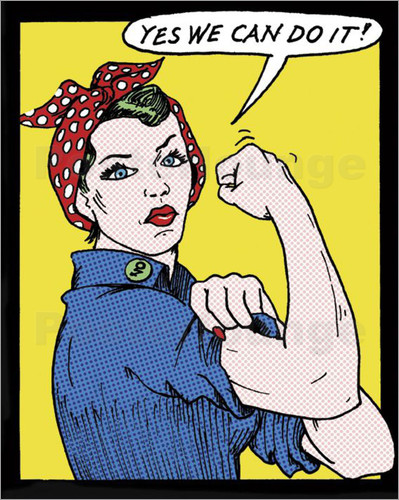 YES WE CAN DO IT!